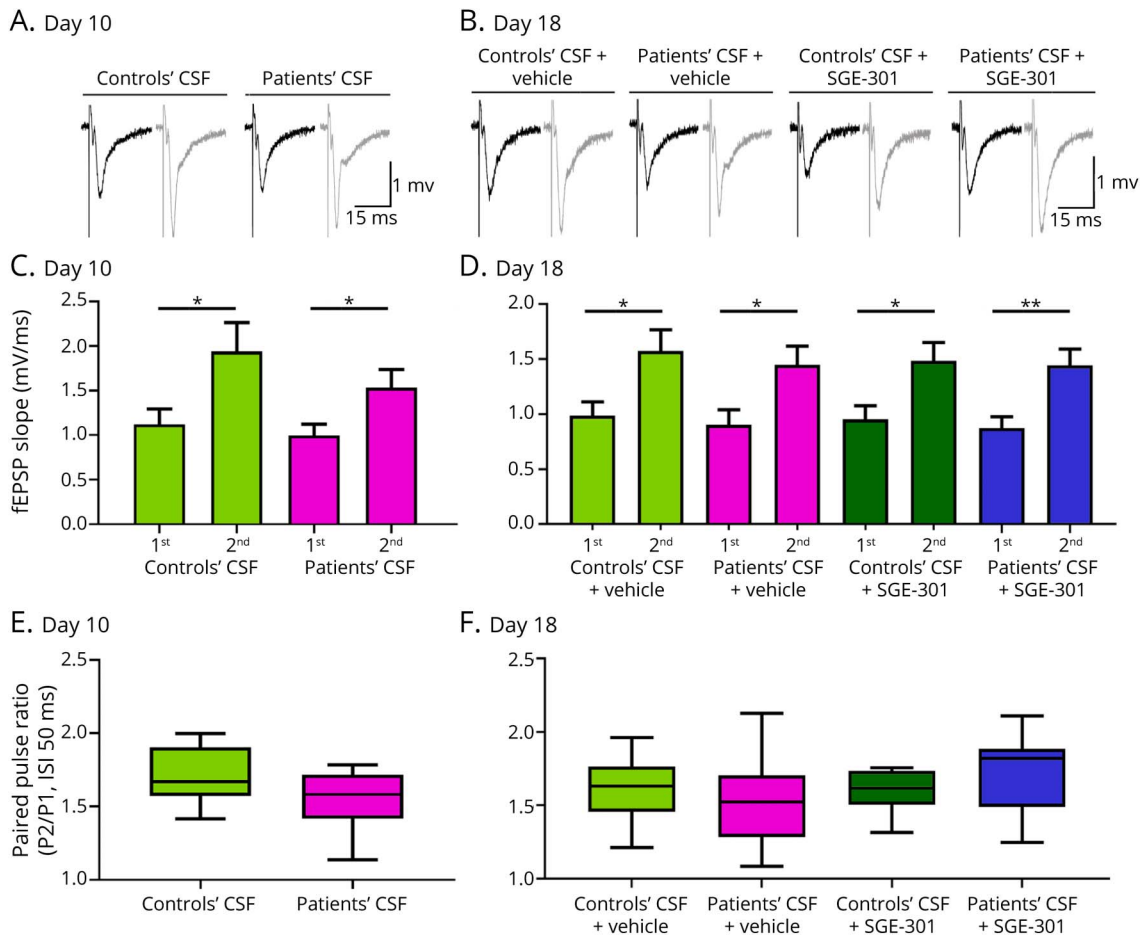 A. Day 10
Controls' CSF
Patients' CSF
1 mv
15 ms
B. Day 18
Controls' CSF +
vehicle
Patients' CSF +
vehicle
Controls' CSF +
SGE-301
Patients' CSF +
SGE-301
1 mv
15 ms
C. Day 10
fEPSP slope (mV/ms)
2.5
2.0
1.5
1.0
0.5
0.0
*
*
1st
2nd
1st
2nd
Controls' CSF
Patients' CSF
D. Day 18
2.0
1.5
1.0
0.5
0.0
*
*
*
**
1st
2nd
1st
2nd
1st
2nd
1st
2nd
Controls' CSF
+ vehicle
Patients' CSF
+ vehicle
Controls' CSF
+ SGE-301
Patients' CSF
+ SGE-301
E. Day 10
Paired pulse ratio
(P2/P1, ISI 50 ms)
2.5
2.0
1.5
1.0
Controls' CSF
Patients' CSF
F. Day 18
2.5
2.0
1.5
1.0
Controls' CSF
+ vehicle
Patients' CSF
+ vehicle
Controls' CSF
+ SGE-301
Patients' CSF
+ SGE-301